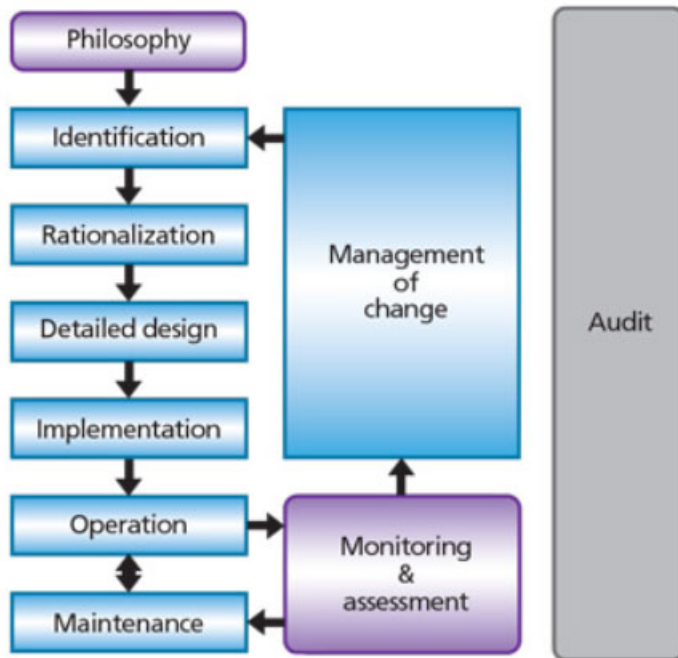 Philosophy
Identification
Rationalization
Detailed design
Implementation
Operation
Maintenance
Management
of
change
Monitoring
&
assessment
Audit